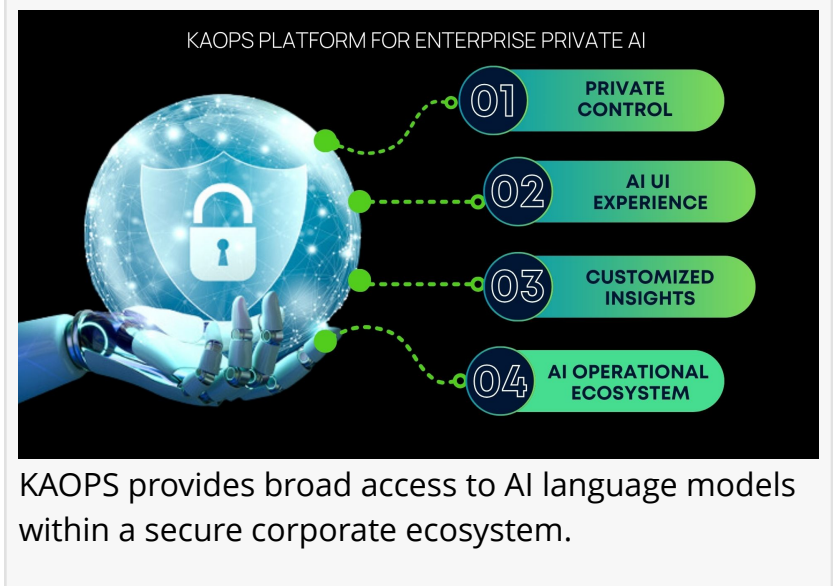 KAOPS PLATFORM FOR ENTERPRISE PRIVATE AI
01
PRIVATE
CONTROL
02
AI UI
EXPERIENCE
03
CUSTOMIZED
INSIGHTS
04
AI OPERATIONAL
ECOSYSTEM
KAOPS provides broad access to AI language models
within a secure corporate ecosystem.